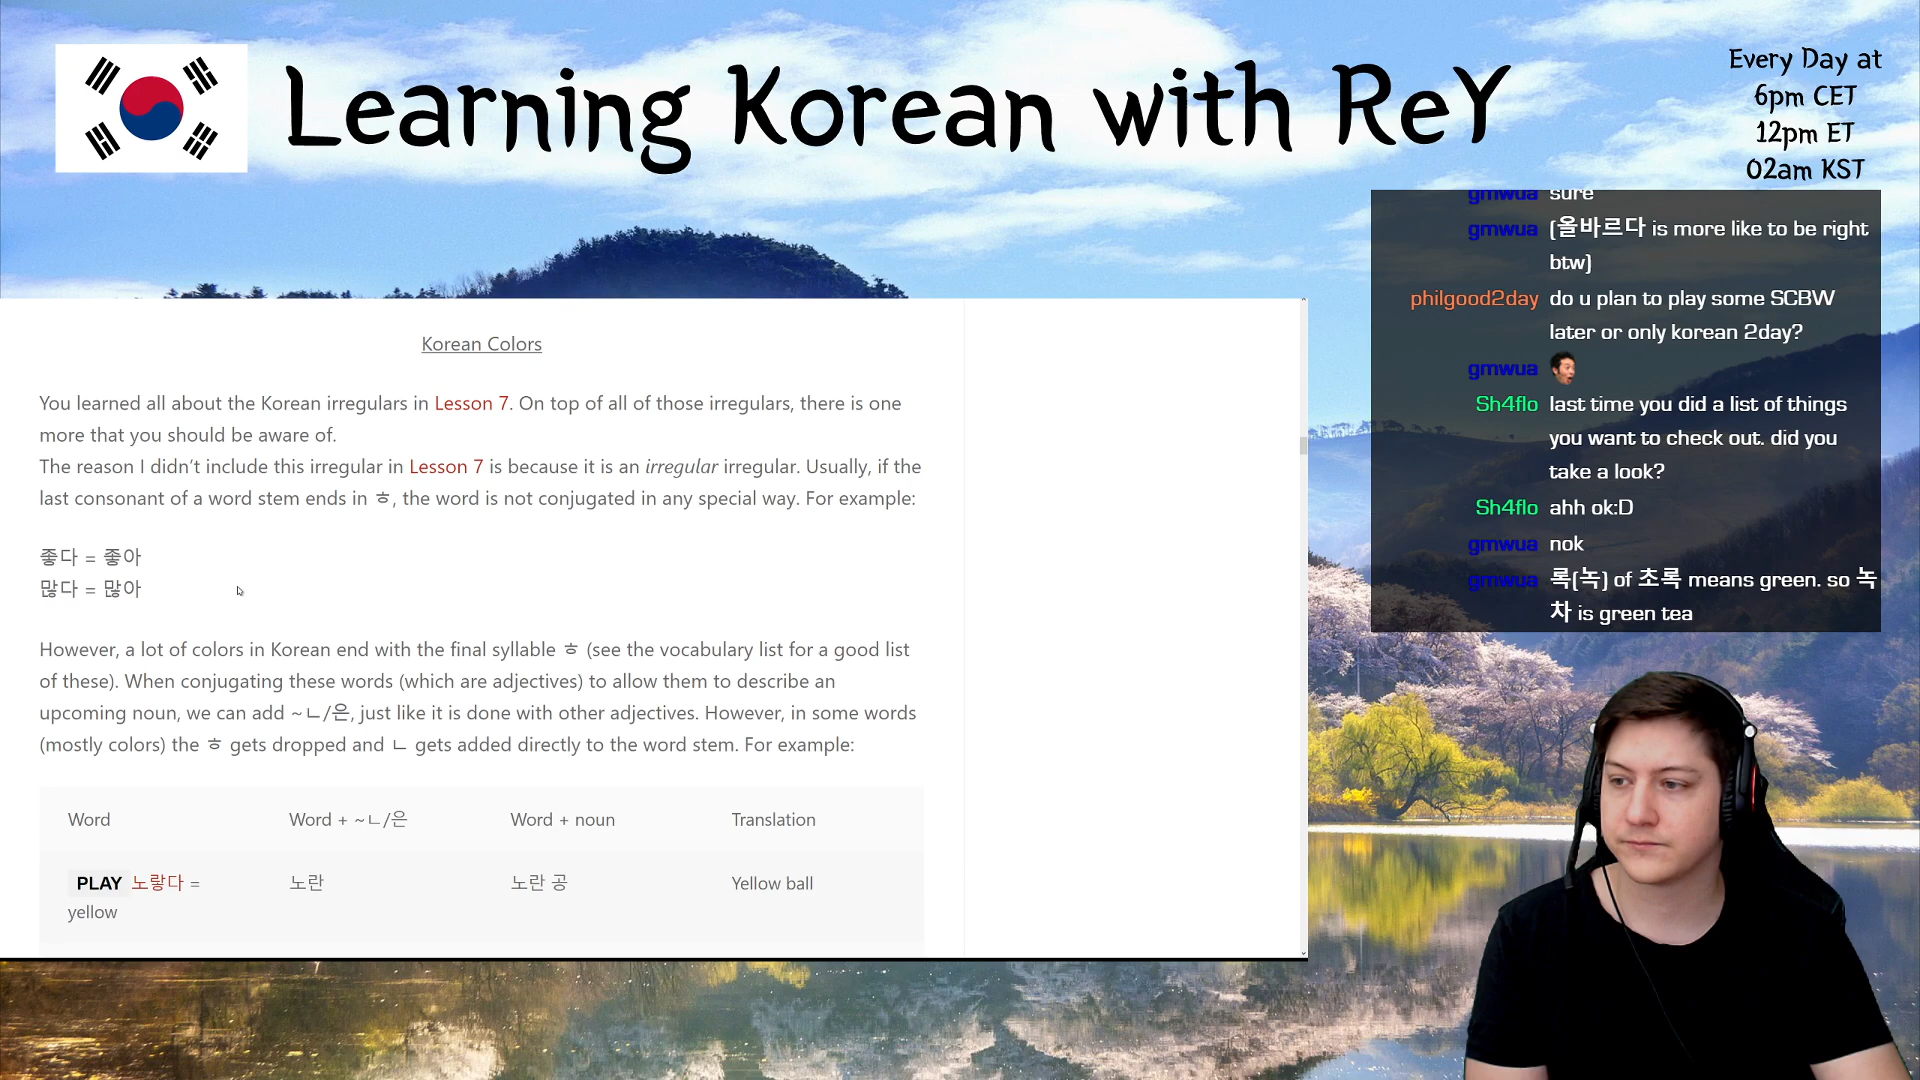 Learning Korean with ReY
Every Day at
6pm CET
12pm ET
02am KST
gmwua sure
gmwua [올바르다 is more like to be right
btw]
philgood2day do u plan to play some SCBW
later or only korean 2day?
gmwua
Sh4flo last time you did a list of things
you want to check out. did you
take a look?
Sh4flo ahh ok:D
gmwua nok
gmwua 록[녹] of 초록 means green. so 녹
차 is green tea
Korean Colors
You learned all about the Korean irregulars in Lesson 7. On top of all of those irregulars, there is one
more that you should be aware of.
The reason I didn’t include this irregular in Lesson 7 is because it is an irregular irregular. Usually, if the
last consonant of a word stem ends in ㅎ, the word is not conjugated in any special way. For example:
좋다 = 좋아
많다 = 많아
However, a lot of colors in Korean end with the final syllable ㅎ (see the vocabulary list for a good list
of these). When conjugating these words (which are adjectives) to allow them to describe an
upcoming noun, we can add ~ㄴ/은, just like it is done with other adjectives. However, in some words
(mostly colors) the ㅎ gets dropped and ㄴ gets added directly to the word stem. For example:
Word Word + ~ㄴ/은 Word + noun Translation
PLAY 노랗다 = 노란 노란 공 Yellow ball
yellow